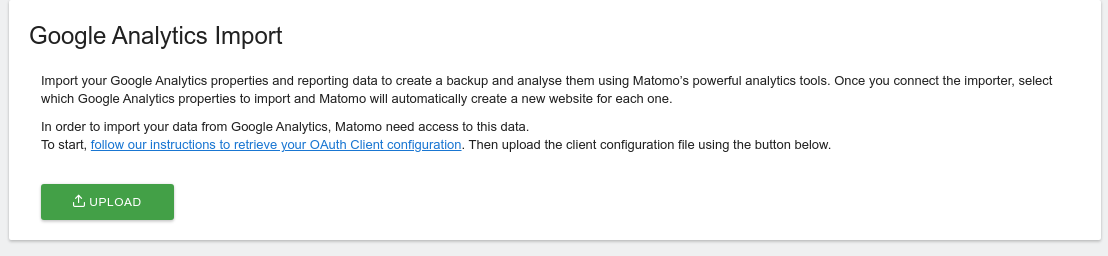 Google Analytics Import
Import your Google Analytics properties and reporting data to create a backup and analyse them using Matomo's powerful analytics tools. Once you connect the importer, select
which Google Analytics properties to import and Matomo will automatically create a new website for each one.
In order to import your data from Google Analytics, Matomo need access to this data.
To start, follow our instructions to retrieve your OAuth Client configuration. Then upload the client configuration file using the button below.
UPLOAD